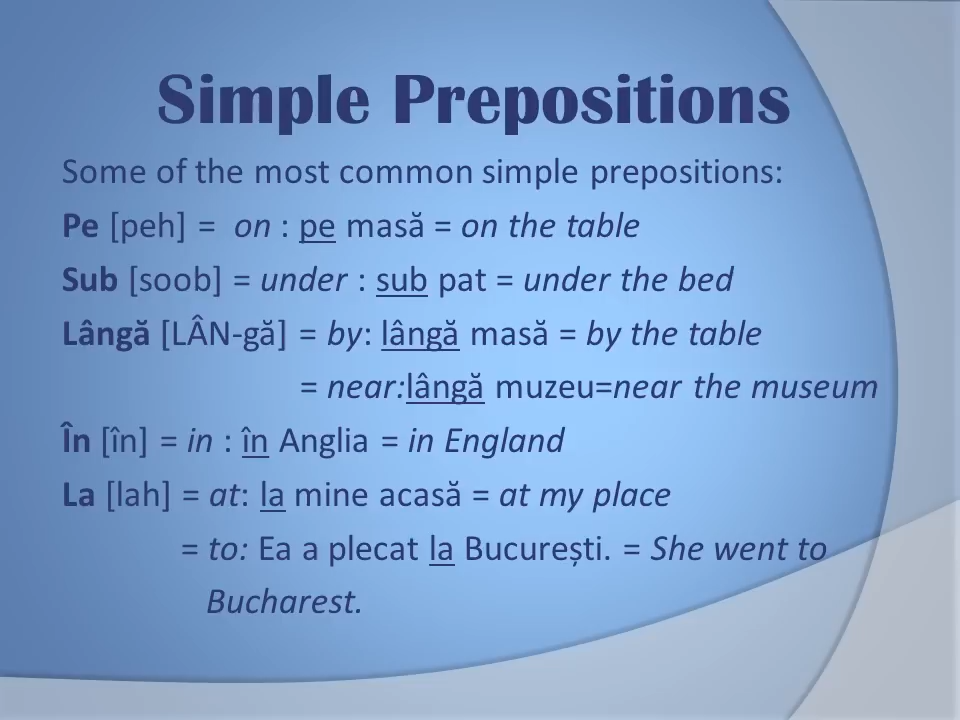 Simple Prepositions
Some of the most common simple prepositions:
Pe [peh] = on : pe masă = on the table
Sub [soob] = under : sub pat = under the bed
Lângă [LÂN-gă] = by: lângă masă = by the table
= near:lângă muzeu=near the museum
În [în] = in : în Anglia = in England
La [lah] = at: la mine acasă = at my place
= to: Ea a plecat la București. = She went to
Bucharest.